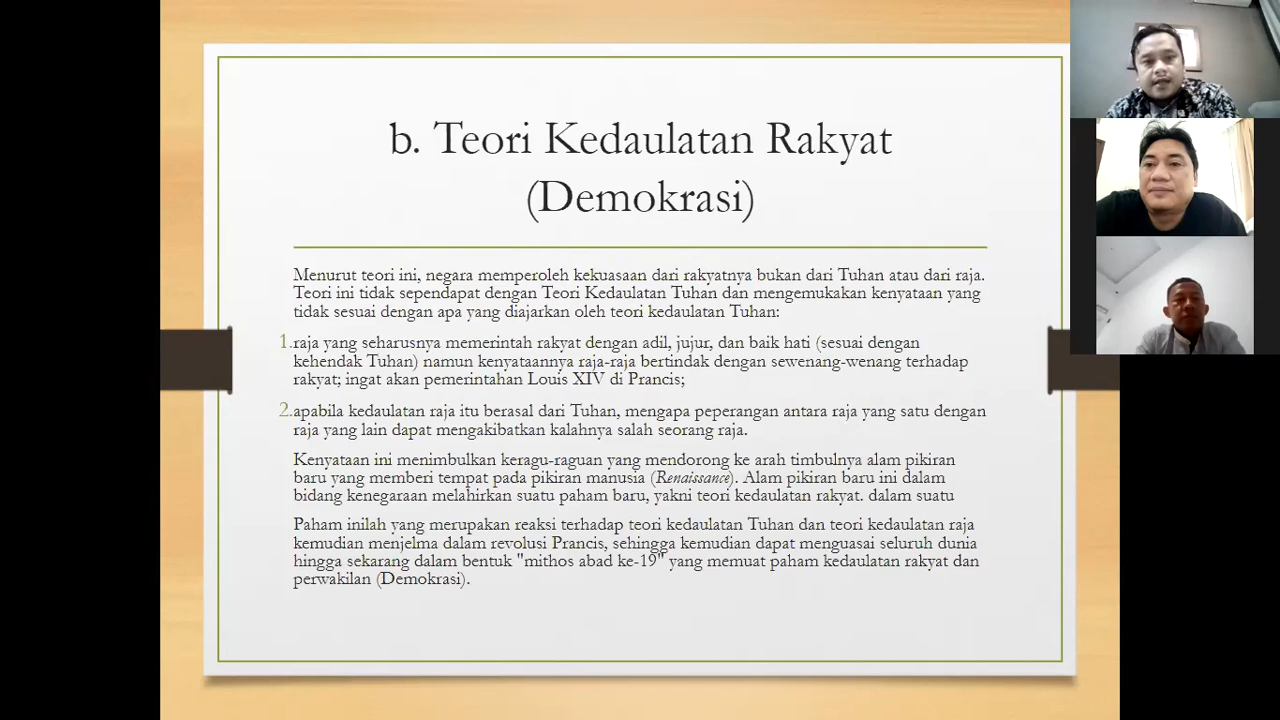 b. Teori Kedaulatan Rakyat
(Demokrasi)
Menurut teori ini, negara memperoleh kekuasaan dari rakyatnya bukan dari Tuhan atau dari raja.
Teori ini tidak sependapat dengan Teori Kedaulatan Tuhan dan mengemukakan kenyataan yang
tidak sesuai dengan apa yang diajarkan oleh teori kedaulatan Tuhan:
1.raja yang seharusnya memerintah rakyat dengan adil, jujur, dan baik hati (sesuai dengan
kehendak Tuhan) namun kenyataannya raja-raja bertindak dengan sewenang-wenang terhadap
rakyat; ingat akan pemerintahan Louis XIV di Prancis;
2.apabila kedaulatan raja itu berasal dari Tuhan, mengapa peperangan antara raja yang satu dengan
raja yang lain dapat mengakibatkan kalahnya salah seorang raja.
Kenyataan ini menimbulkan keragu-raguan yang mendorong ke arah timbulnya alam pikiran
baru yang memberi tempat pada pikiran manusia (Renaissance). Alam pikiran baru ini dalam
bidang kenegaraan melahirkan suatu paham baru, yakni teori kedaulatan rakyat. dalam suatu
Paham inilah yang merupakan reaksi terhadap teori kedaulatan Tuhan dan teori kedaulatan raja
kemudian menjelma dalam revolusi Prancis, sehingga kemudian dapat menguasai seluruh dunia
hingga sekarang dalam bentuk "mithos abad ke-19" yang memuat paham kedaulatan rakyat dan
perwakilan (Demokrasi).